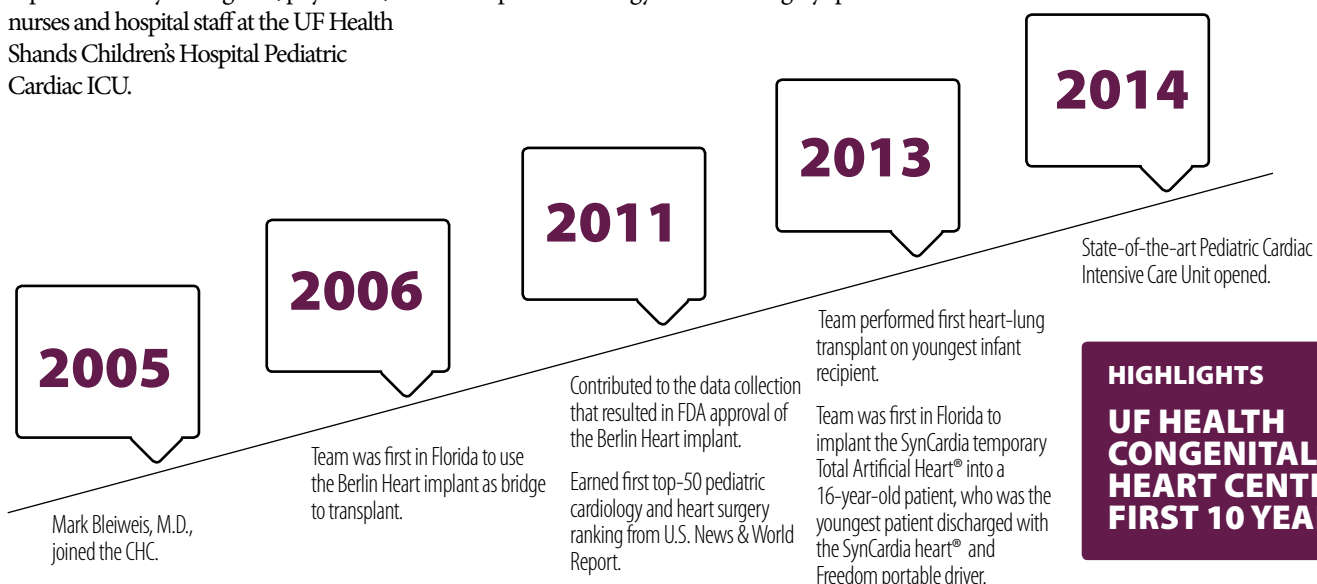 nurses and hospital staff at the UF Health
Shands Children's Hospital Pediatric
Cardiac ICU.
2005
Mark Bleiweis, M.D.,
joined the CHC.
2006
Team was first in Florida to use
the Berlin Heart implant as bridge
to transplant.
2011
Contributed to the data collection
that resulted in FDA approval of
the Berlin Heart implant.
Earned first top-50 pediatric
cardiology and heart surgery
ranking from U.S. News & World
Report.
2013
Team performed first heart-lung
transplant on youngest infant
recipient.
Team was first in Florida to
implant the SynCardia temporary
Total Artificial Heart® into a
16-year-old patient, who was the
youngest patient discharged with
the SynCardia heart® and
Freedom portable driver.
2014
State-of-the-art Pediatric Cardiac
Intensive Care Unit opened.
HIGHLIGHTS
UF HEALTH
CONGENITAL
HEART
FIRST 10